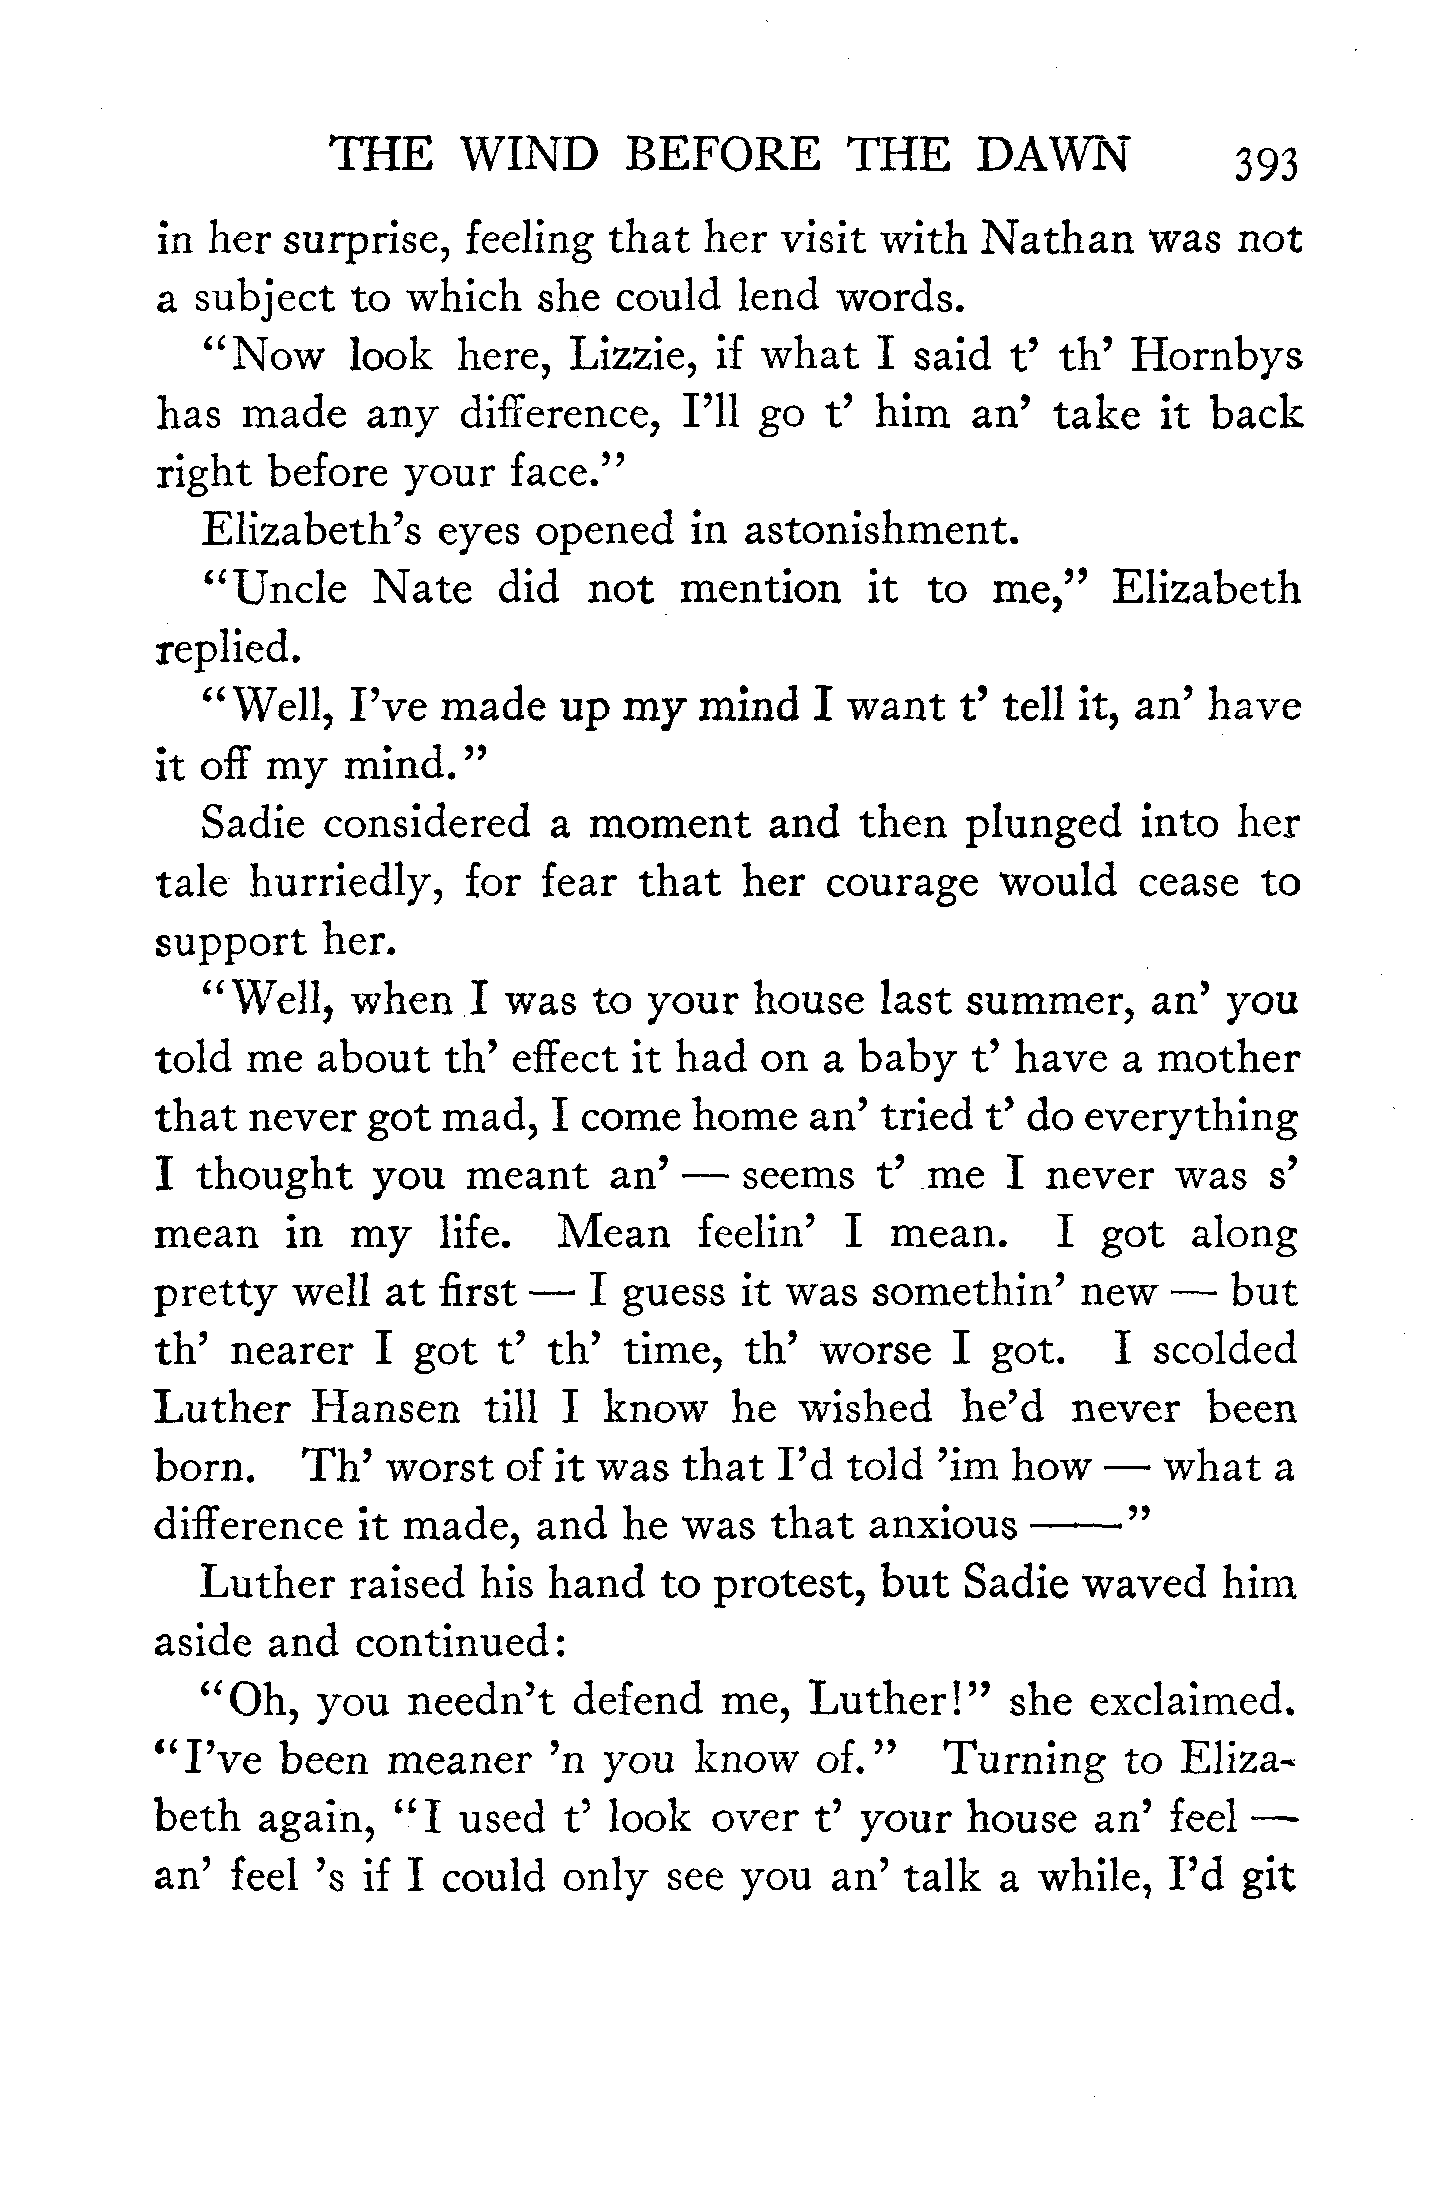 THE WIND BEFORE THE DAWN 393
in her surprise, feeling that her visit with Nathan was not
a subject to which she could lend words.
“Now look here, Lizzie, if what I said t’ th’ Hornbys
has made any difference, I’ll go t’ him an’ take it back
right before your face.”
Elizabeth’s eyes opened in astonishment.
“Uncle Nate did not mention it to me,” Elizabeth
replied.
“Well, I’ve made up my mind I want t’ tell it, an’ have
it off my mind.”
Sadie considered a moment and then plunged into her
tale hurriedly, for fear that her courage would cease to
support her.
“Well, when I was to your house last summer, an’ you
told me about th’ effect it had on a baby t’ have a mother
that never got mad, I come home an’ tried t’ do everything
I thought you meant an’ — seems t’ me I never was s’
mean in my life. Mean feelin’ I mean. I got along
pretty well at first — I guess it was somethin’ new — but
th’ nearer I got t’ th’ time, th’ worse I got. I scolded
Luther Hansen till I know he wished he’d never been
born. Th’ worst of it was that I’d told ’im how — what a
difference it made, and he was that anxious ——”
Luther raised his hand to protest, but Sadie waved him
aside and continued:
“Oh, you needn’t defend me, Luther!” she exclaimed.
“I’ve been meaner ’n you know of.” Turning to Eliza-
beth again, “I used t’ look over t’ your house an’ feel —
an’ feel ’s if I could only see you an’ talk a while, I’d git